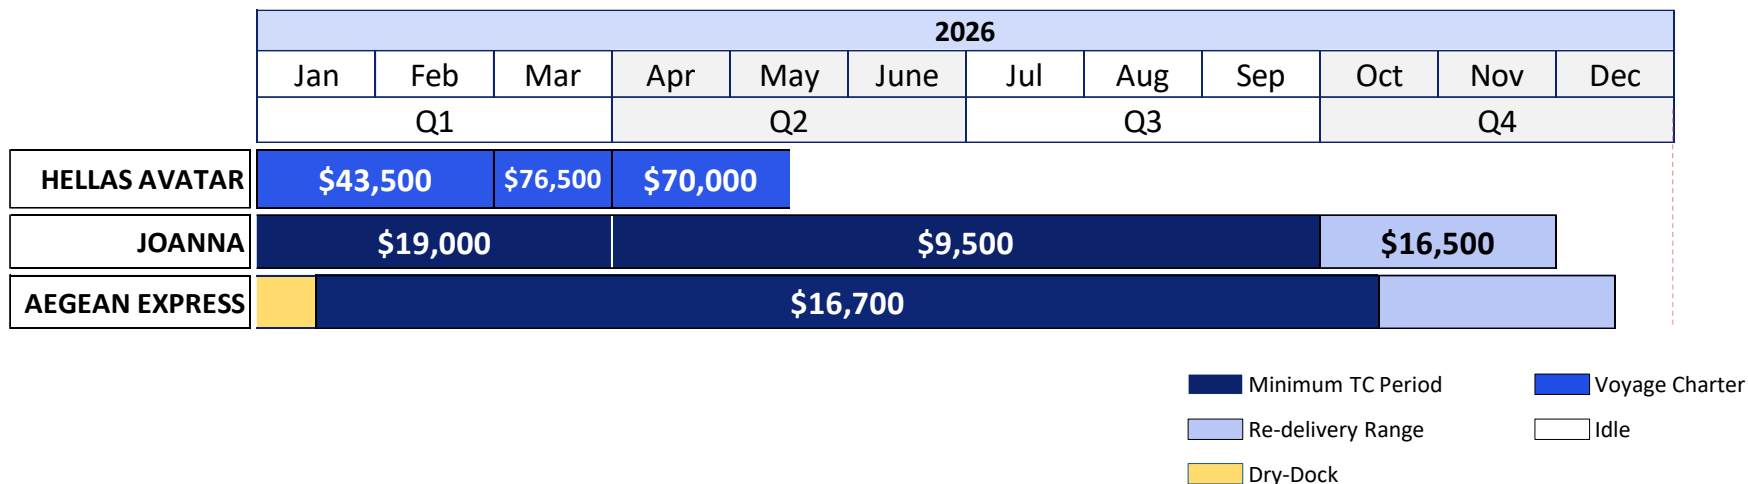 2026
Jan Feb Mar Apr May June Jul Aug Sep Oct Nov Dec
Q1 Q2 Q3 Q4
HELLAS AVATAR $43,500 $76,500 $70,000
JOANNA $19,000 $9,500 $16,500
AEGEAN EXPRESS $16,700
Minimum TC Period Voyage Charter
Re-delivery Range Idle
Dry-Dock